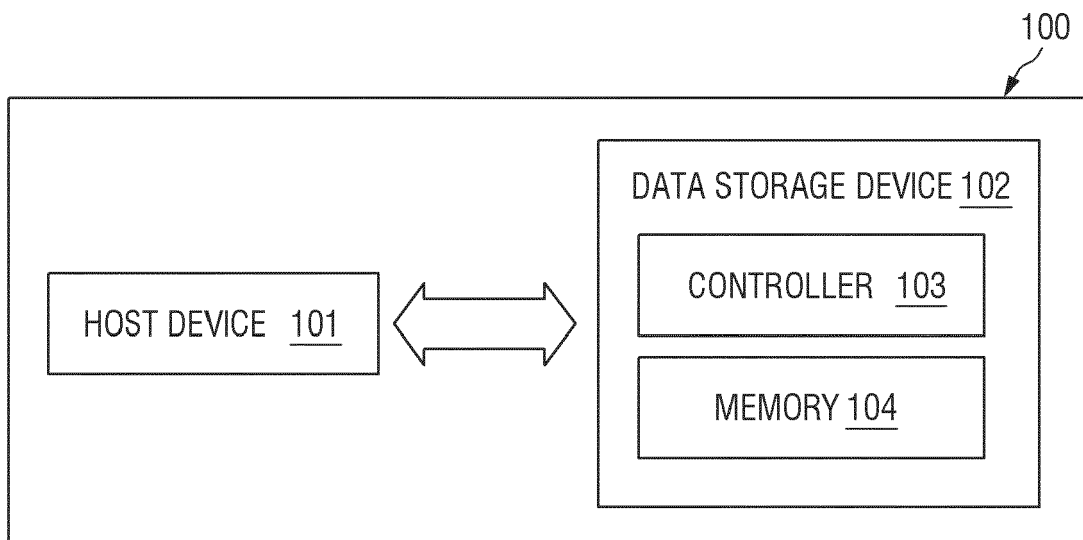 100
DATA STORAGE DEVICE 102
CONTROLLER 103
HOST DEVICE 101
MEMORY 104